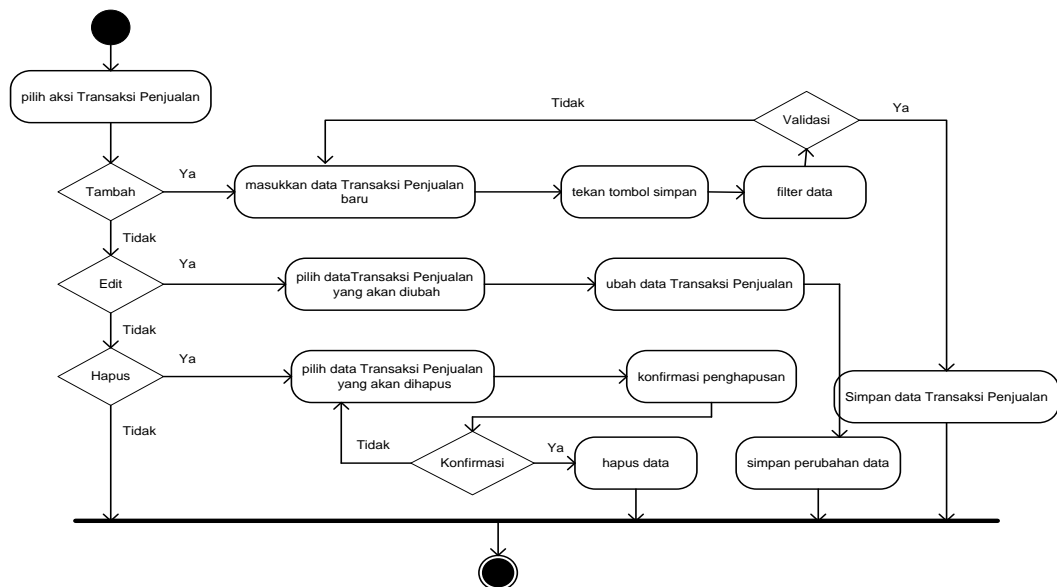 pilih aksi Transaksi Penjualan
Tidak
Validasi
Ya
Tambah
Ya
masukkan data Transaksi Penjualan
baru
tekan tombol simpan
filter data
Tidak
Edit
Ya
pilih dataTransaksi Penjualan
yang akan diubah
ubah data Transaksi Penjualan
Tidak
Hapus
Ya
pilih data Transaksi Penjualan
yang akan dihapus
konfirmasi penghapusan
Simpan data Transaksi Penjualan
Tidak
Tidak
Konfirmasi
Ya
hapus data
simpan perubahan data